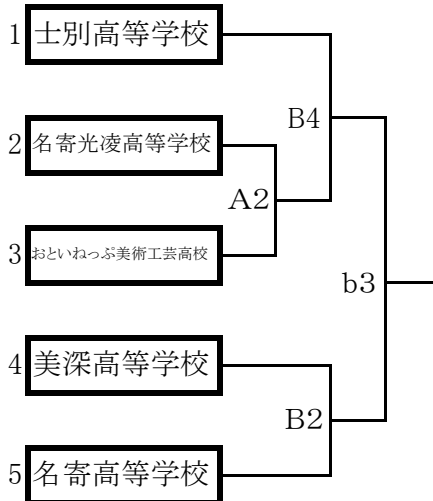 1 士別高等学校
B4
2 名寄光凌高等学校
A2
3 おといねっぷ美術工芸高校
b3
4 美深高等学校
B2
5 名寄高等学校